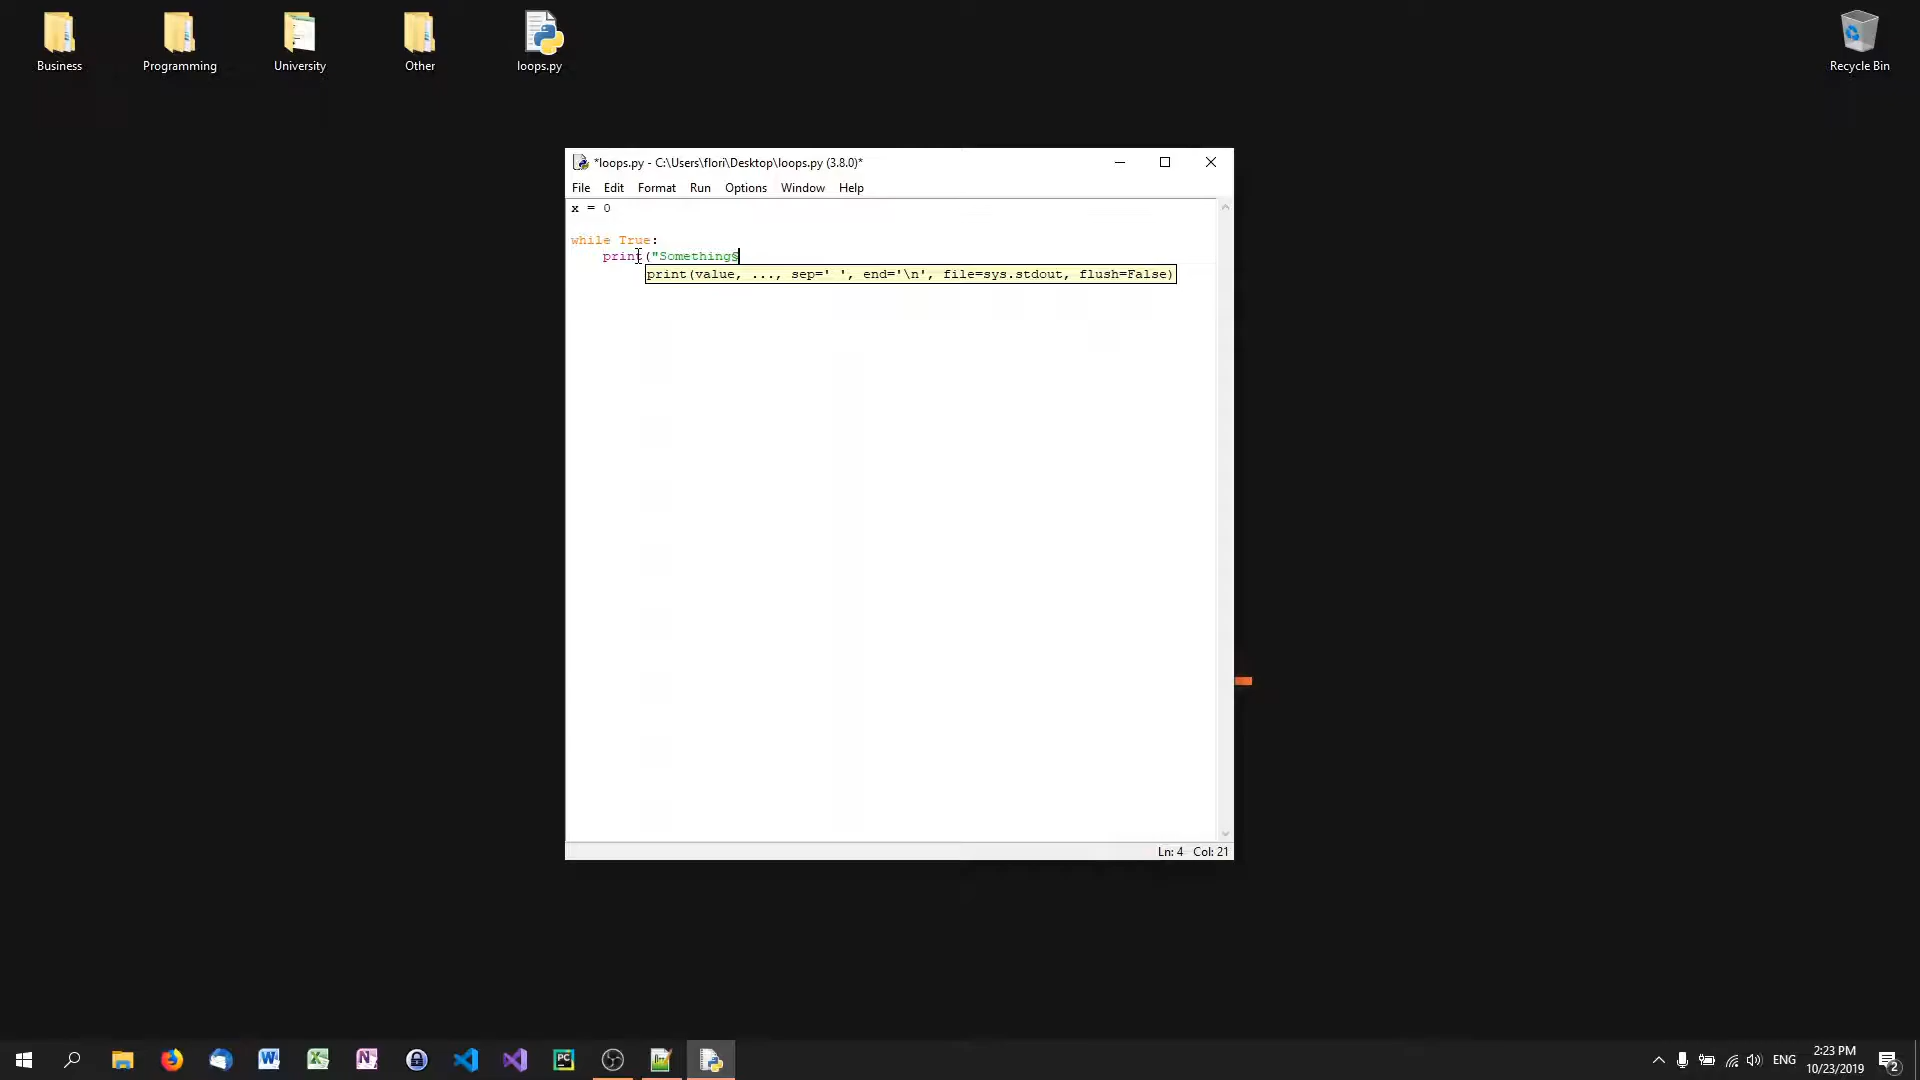 Business
Programming
University
Other
loops.py
Recycle Bin
*loops.py - C:\Users\flori\Desktop\loops.py (3.8.0)*
File Edit Format Run Options Window Help
x = 0
while True:
print("Somethings
print(value, ..., sep=' ', end='\n', file=sys.stdout, flush=False)
Ln: 4 Col: 21
ENG
2:23 PM
10/23/2019
2